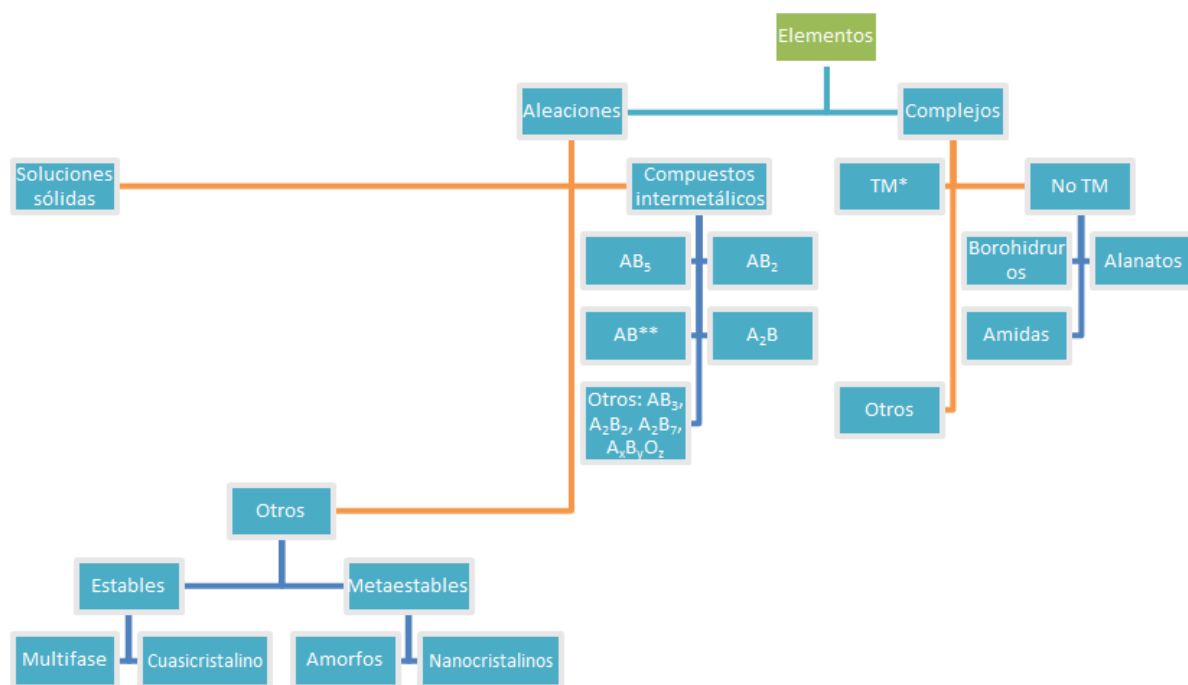 Elementos
Aleaciones
Complejos
Soluciones
sólidas
Compuestos
intermetálicos
TM*
No TM
AB₅
AB₂
Borohidrur
os
Alanatos
AB**
A₂B
Amidas
Otros: AB₃,
A₂B₂, A₂B₇,
AₓBᵧO𝓏
Otros
Otros
Estables
Metaestables
Multifase
Cuasicristalino
Amorfos
Nanocristalinos